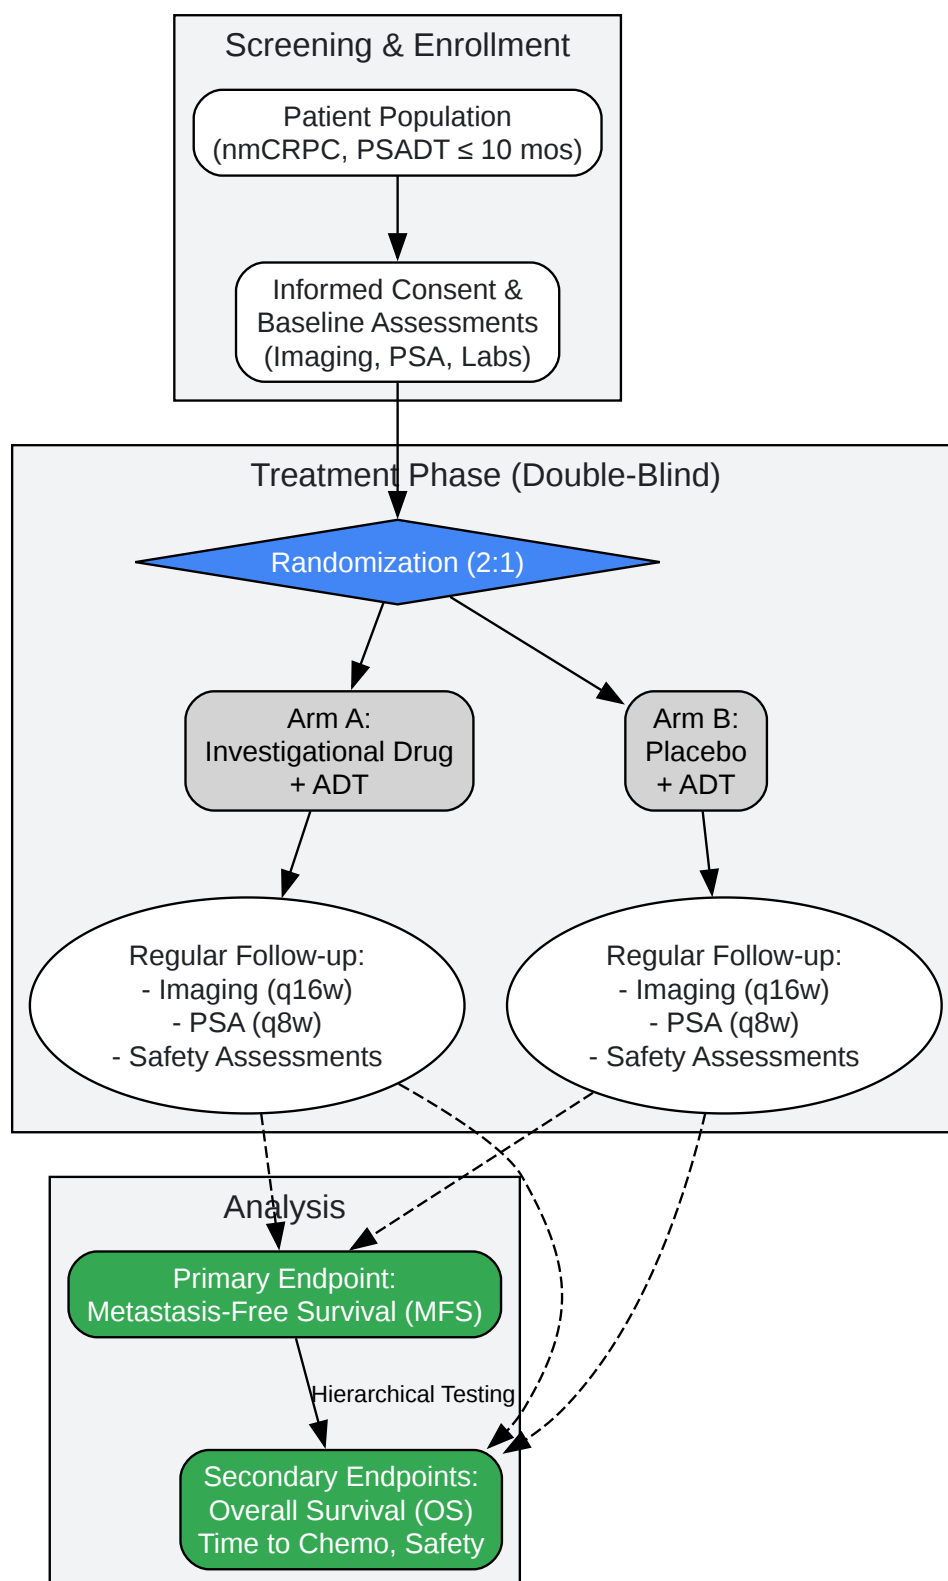 Screening & Enrollment
Patient Population
(nmCRPC, PSADT ≤ 10 mos)
Informed Consent &
Baseline Assessments
(Imaging, PSA, Labs)
Treatment Phase (Double-Blind)
Randomization (2:1)
Arm A:
Investigational Drug
+ ADT
Arm B:
Placebo
+ ADT
Regular Follow-up:
- Imaging (q16w)
- PSA (q8w)
- Safety Assessments
Regular Follow-up:
- Imaging (q16w)
- PSA (q8w)
- Safety Assessments
Analysis
Primary Endpoint:
Metastasis-Free Survival (MFS)
Hierarchical Testing
Secondary Endpoints:
Overall Survival (OS)
Time to Chemo, Safety